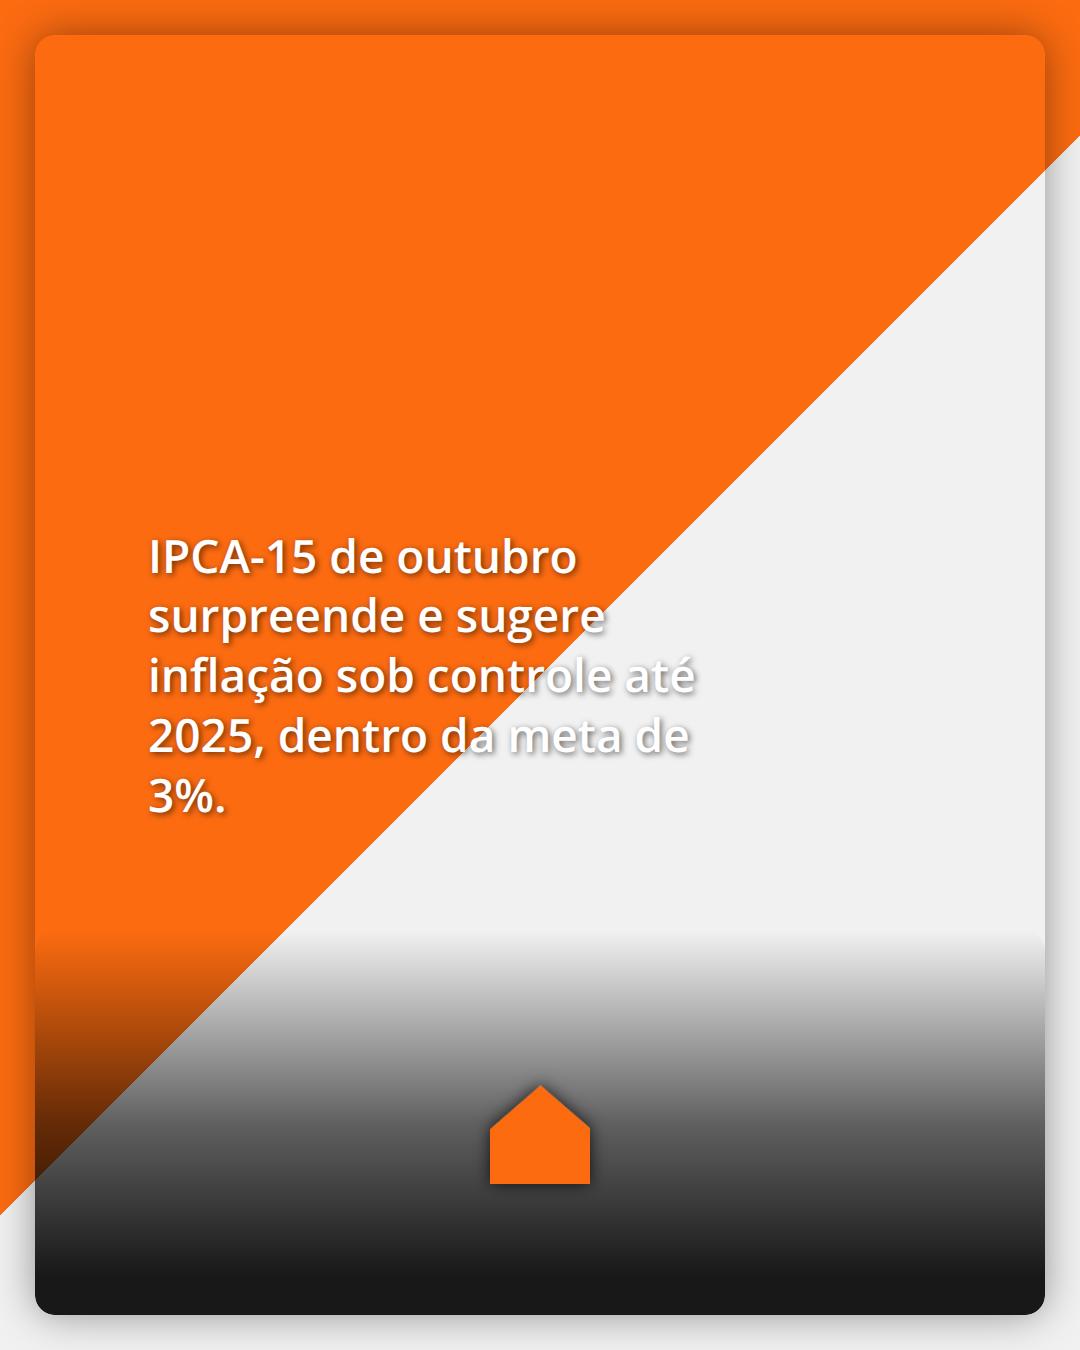 IPCA-15 de outubro
surpreende e sugere
inflação sob controle até
2025, dentro da meta de
3%.